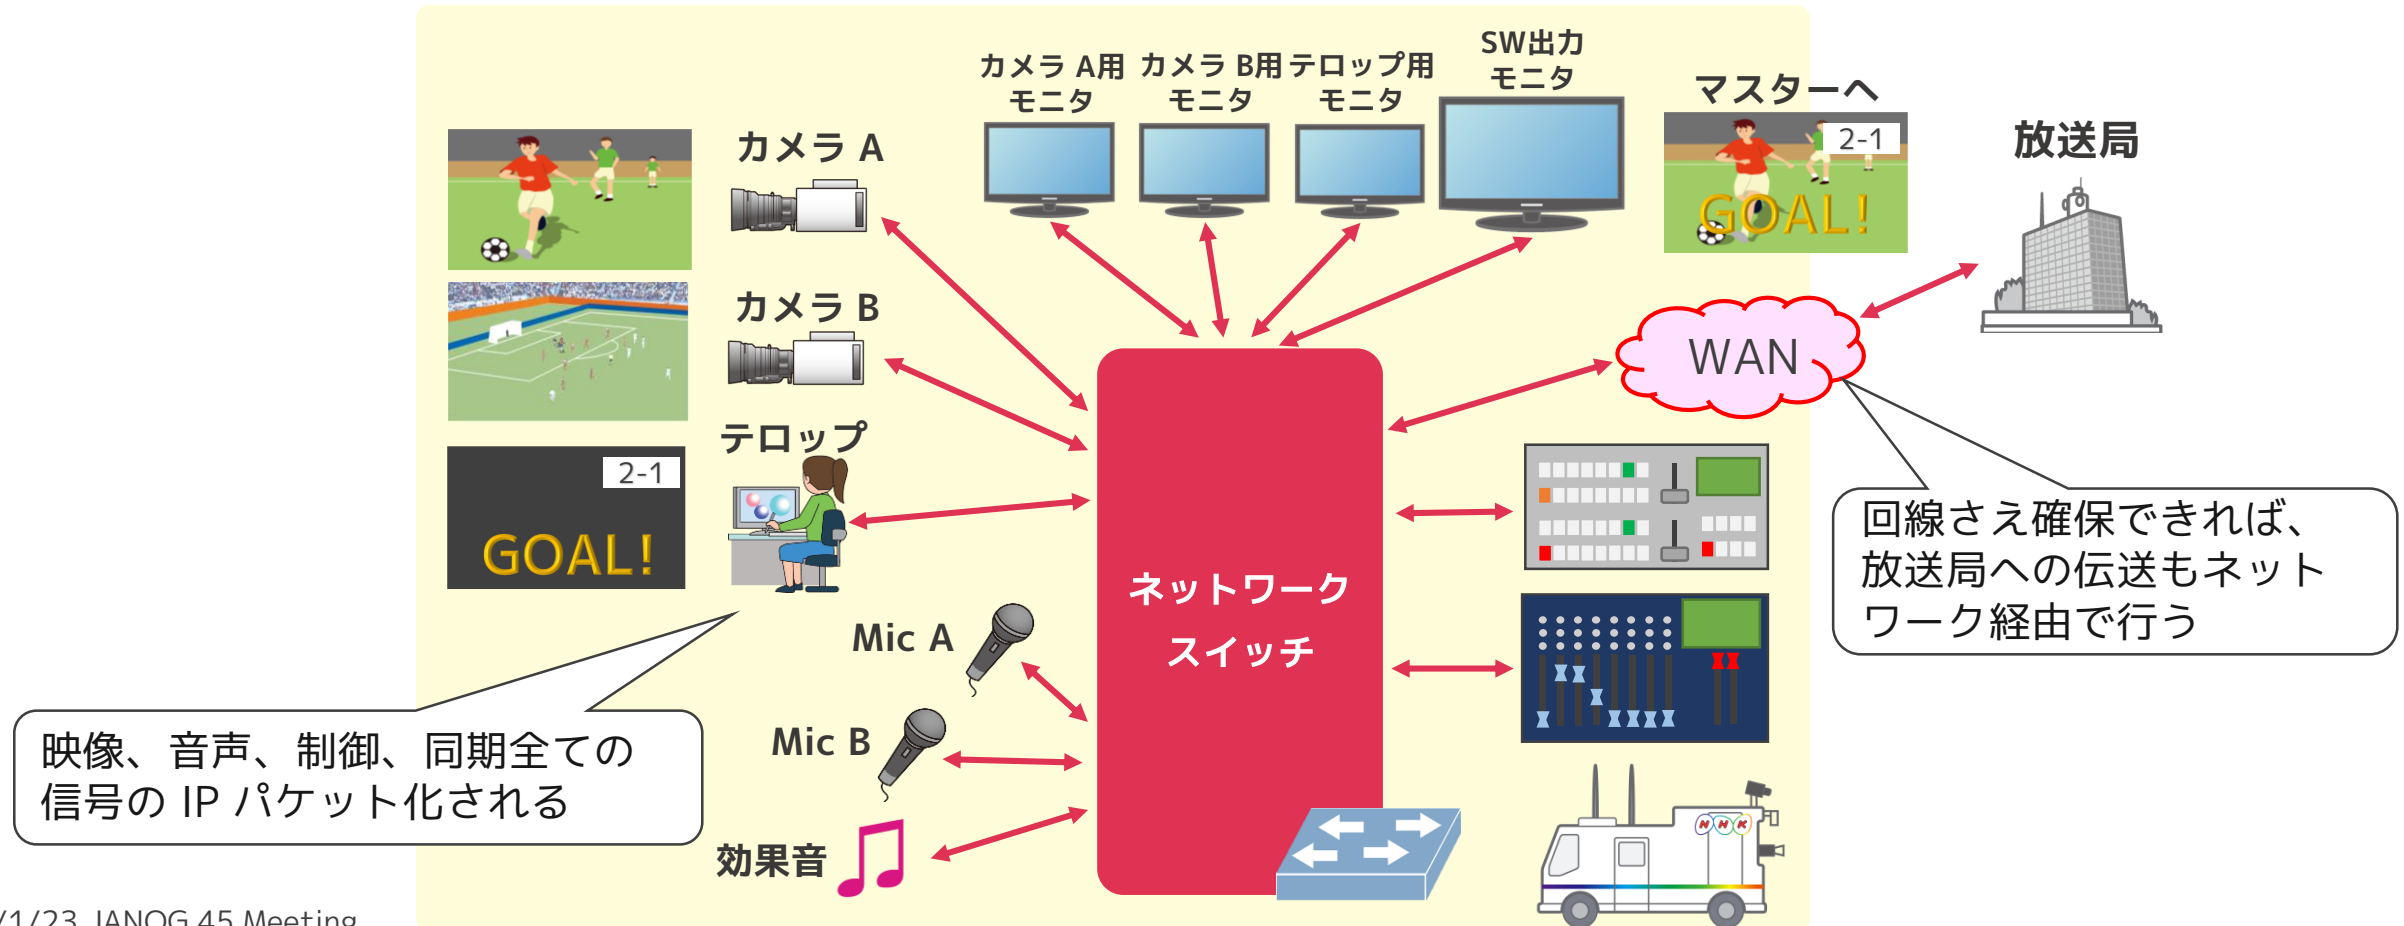 カメラ A用
モニタ
カメラ B用
モニタ
テロップ用
モニタ
SW出力
モニタ
マスターへ
2-1
GOAL!
放送局
カメラ A
カメラ B
テロップ
2-1
GOAL!
WAN
回線さえ確保できれば、
放送局への伝送もネット
ワーク経由で行う
ネットワーク
スイッチ
Mic A
Mic B
効果音
映像、音声、制御、同期全ての
信号の IP パケット化される
NHK
/1/23 JANOG 45 Meeting